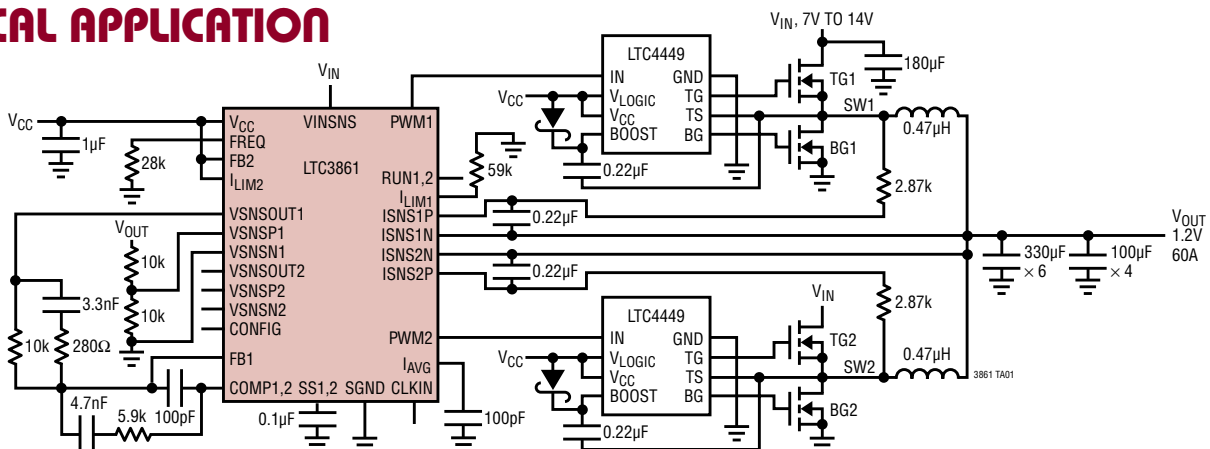 CAL APPLICATION
VIN, 7V TO 14V
LTC4449
IN
GND
VLOGIC
TG
VCC
TS
BOOST
BG
VCC
0.22µF
TG1
180µF
SW1
0.47µH
BG1
2.87k
VIN
VCC
1µF
28k
VCC
VINSNS
PWM1
FREQ
FB2
LTC3861
ILIM2
RUN1,2
59k
ILIM1
VSNSOUT1
ISNS1P
0.22µF
VSNSP1
ISNS1N
VSNSN1
ISNS2N
VSNSOUT2
ISNS2P
0.22µF
VSNSP2
VSNSN2
CONFIG
PWM2
FB1
IAVG
COMP1,2
SS1,2
SGND
CLKIN
VOUT
10k
10k
3.3nF
10k
280Ω
4.7nF
5.9k
100pF
0.1µF
100pF
VOUT
1.2V
60A
330µF
× 6
100µF
× 4
LTC4449
IN
GND
VLOGIC
TG
VCC
TS
BOOST
BG
VCC
0.22µF
VIN
TG2
2.87k
SW2
0.47µH
BG2
3861 TA01